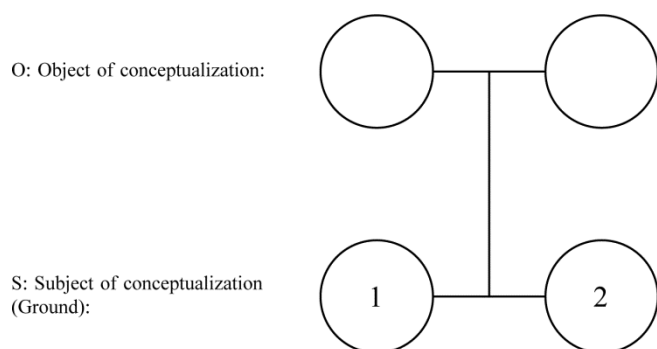 O: Object of conceptualization:
S: Subject of conceptualization
(Ground):
1
2